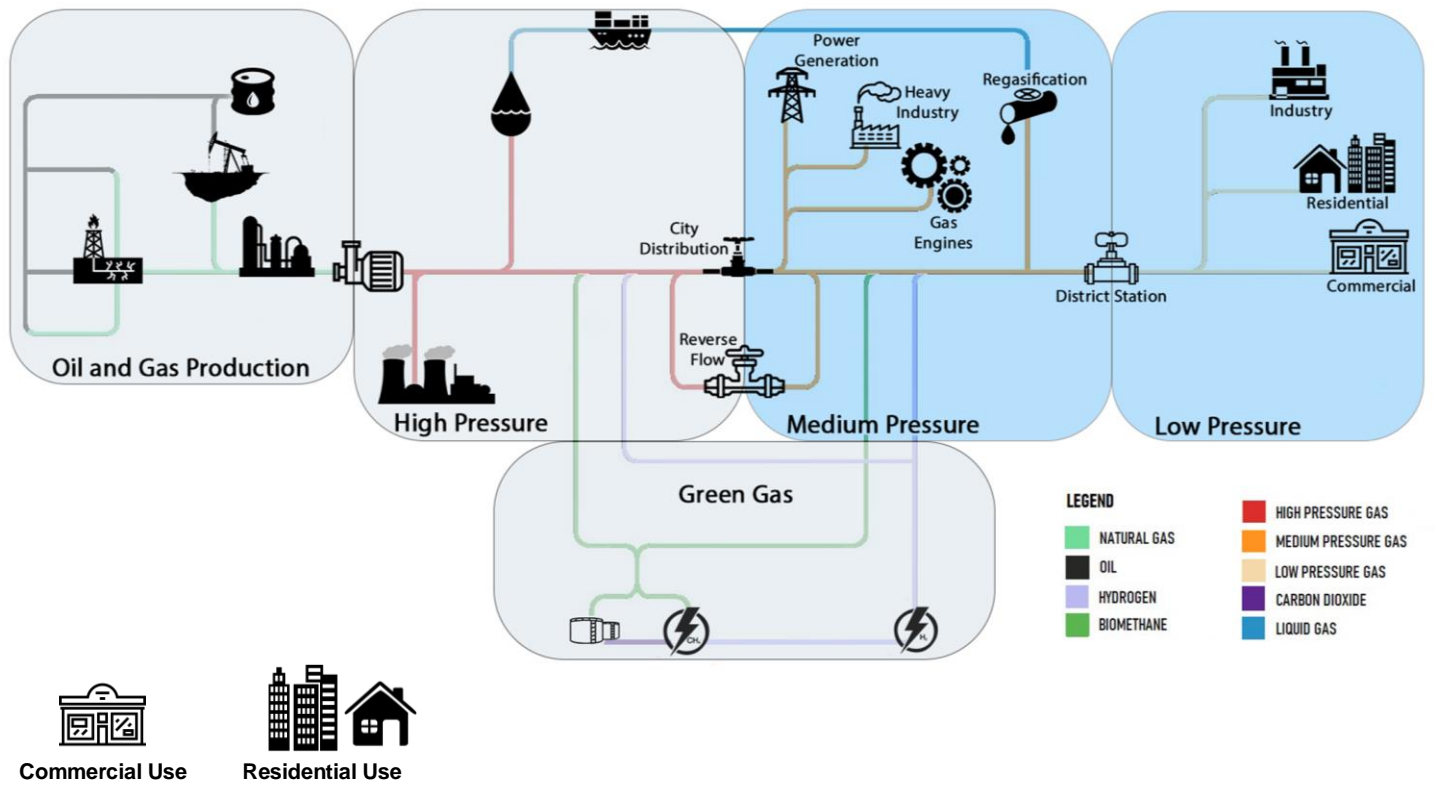 Power
Generation
Heavy
Industry
Regasification
Industry
Residential
City
Distribution
Gas
Engines
District Station
Commercial
Reverse
Flow
Oil and Gas Production
High Pressure
Medium Pressure
Low Pressure
Green Gas
CH₄
H₂
LEGEND
NATURAL GAS
OIL
HYDROGEN
BIOMETHANE
HIGH PRESSURE GAS
MEDIUM PRESSURE GAS
LOW PRESSURE GAS
CARBON DIOXIDE
LIQUID GAS
Commercial Use
Residential Use